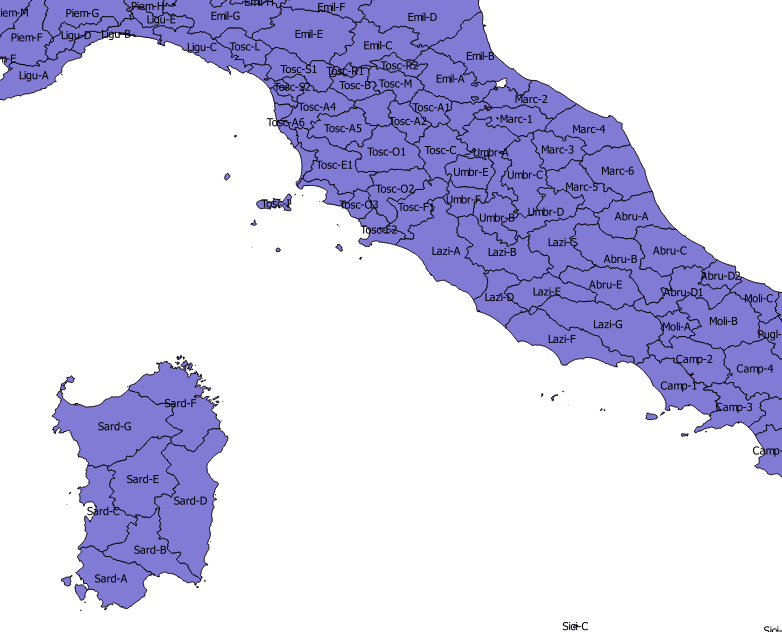 Emil-H
Piem-H
Emil-F
iem-M
Piem-G
Emil-G
Emil-D
Ligu-E
Emil-E
Ligu-D
Ligu-B
Piem-F
Emil-C
Ligu-C
Tosc-L
Emil-B
Ligu-A
Tosc-S1
Tosc-R1
Tosc-R2
Emil-A
Tosc-S2
Tosc-B
Tosc-M
Marc-2
Tosc-A4
Tosc-A1
Tosc-A6
Tosc-A5
Tosc-A2
Marc-1
Marc-4
Tosc-O1
Tosc-C
Umbr-A
Marc-3
Tosc-E1
Umbr-E
Umbr-C
Marc-6
Tosc-O2
Marc-5
Tosc-O3
Tosc-F1
Umbr-F
Umbr-B
Umbr-D
Abru-A
Lazi-A
Lazi-B
Abru-B
Abru-C
Abru-D2
Lazi-D
Lazi-E
Abru-E
Abru-D1
Moli-C
Lazi-G
Moli-A
Moli-B
Pugl-
Lazi-F
Camp-2
Camp-4
Camp-1
Camp-3
Sard-F
Sard-G
Camp-
Sard-E
Sard-D
Sard-C
Sard-B
Sard-A
Sici-C